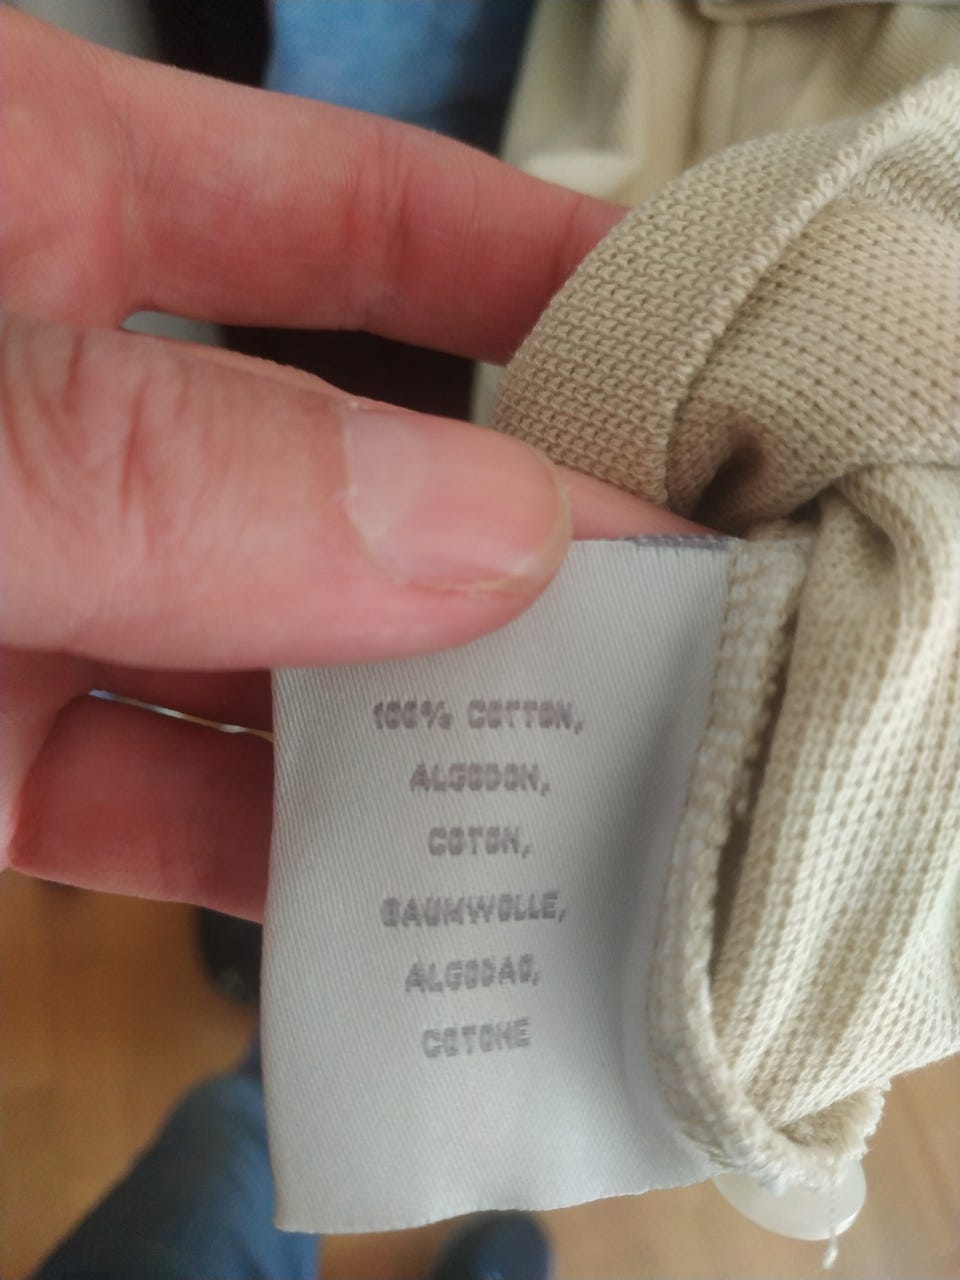 100% COTTON,
ALGODON,
COTON,
BAUMWOLLE,
ALGODAO,
COTONE